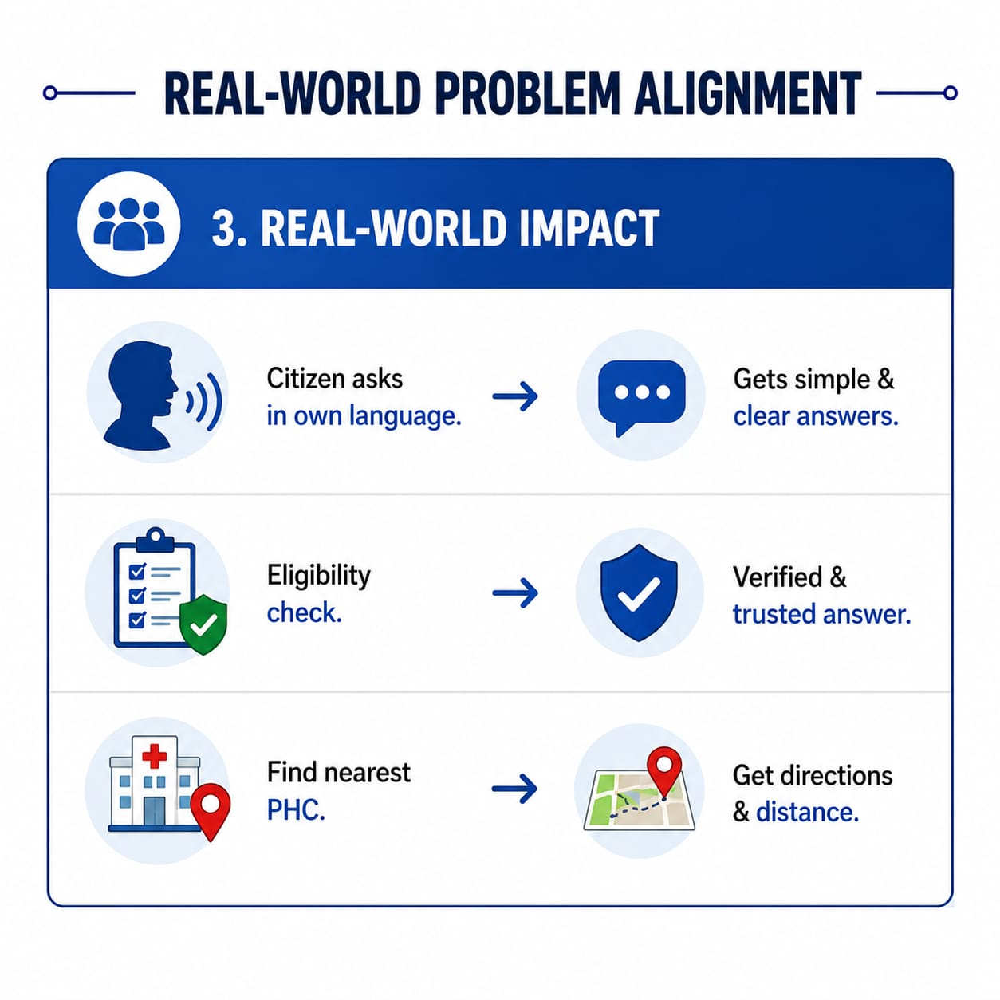 REAL-WORLD PROBLEM ALIGNMENT
3. REAL-WORLD IMPACT
Citizen asks
in own language.
Gets simple &
clear answers.
Eligibility
check.
Verified &
trusted answer.
Find nearest
PHC.
Get directions
& distance.